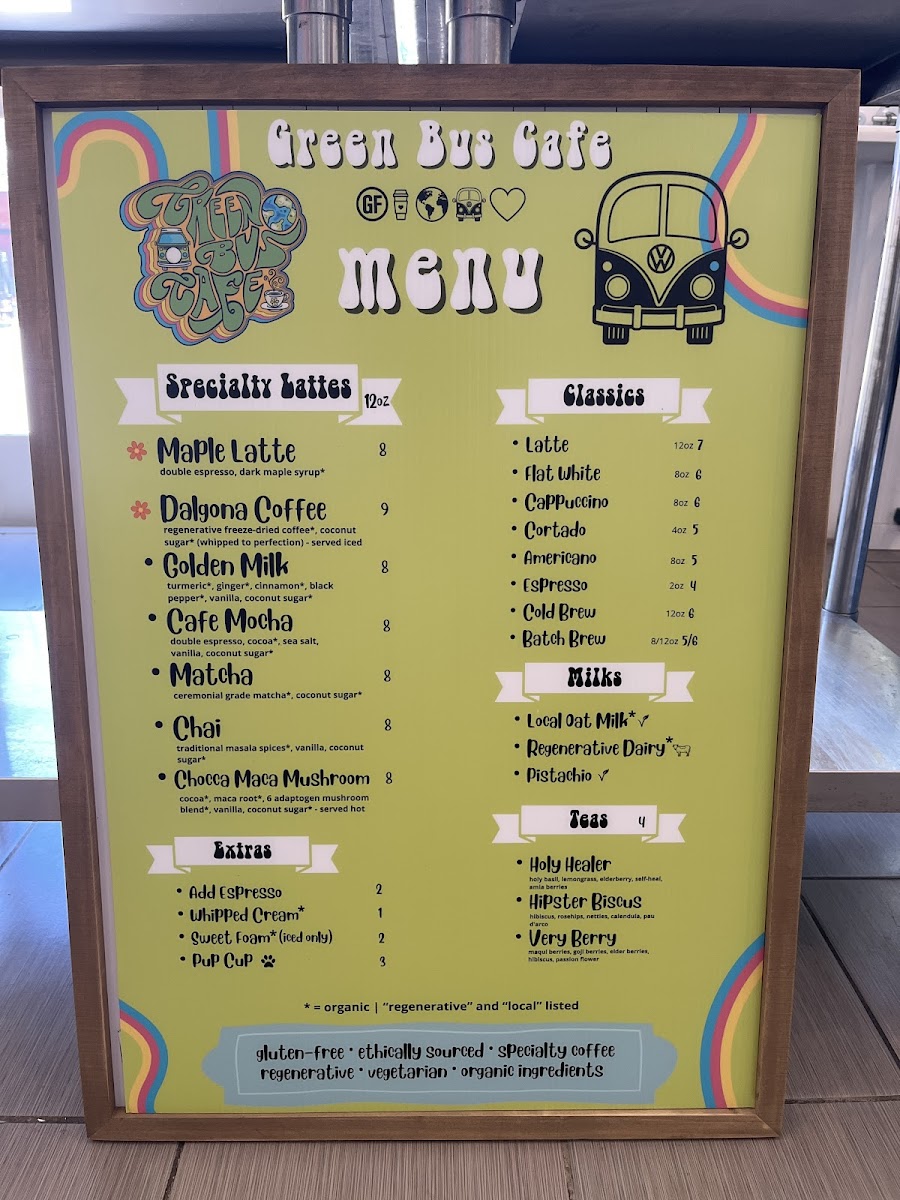 Green Bus Cafe
GF
GREEN
BUS
CAFE
menu
VW
Specialty Lattes 12oz
Maple Latte 8
double espresso, dark maple syrup*
Dalgona Coffee 9
regenerative freeze-dried coffee*, coconut
sugar* (whipped to perfection) - served iced
• Golden Milk 8
turmeric*, ginger*, cinnamon*, black
pepper*, vanilla, coconut sugar*
• Cafe Mocha 8
double espresso, cocoa*, sea salt,
vanilla, coconut sugar*
• Matcha 8
ceremonial grade matcha*, coconut sugar*
• Chai 8
traditional masala spices*, vanilla, coconut
sugar*
• Chocca Maca Mushroom 8
cocoa*, maca root*, 6 adaptogen mushroom
blend*, vanilla, coconut sugar* - served hot
Extras
• Add Espresso 2
• Whipped Cream* 1
• Sweet Foam* (iced only) 2
• Pup Cup 3
Classics
• Latte 12oz 7
• Flat White 8oz 6
• Cappuccino 8oz 6
• Cortado 4oz 5
• Americano 8oz 5
• Espresso 2oz 4
• Cold Brew 12oz 6
• Batch Brew 8/12oz 5/6
Milks
• Local Oat Milk*
• Regenerative Dairy*
• Pistachio
Teas 4
• Holy Healer
holy basil, lemongrass, elderberry, self-heal,
amla berries
• Hipster Biscus
hibiscus, rosehips, nettles, calendula, pau
d'arco
• Very Berry
maqui berries, goji berries, elder berries,
hibiscus, passion flower
* = organic | “regenerative” and “local” listed
gluten-free • ethically sourced • specialty coffee
regenerative • vegetarian • organic ingredients